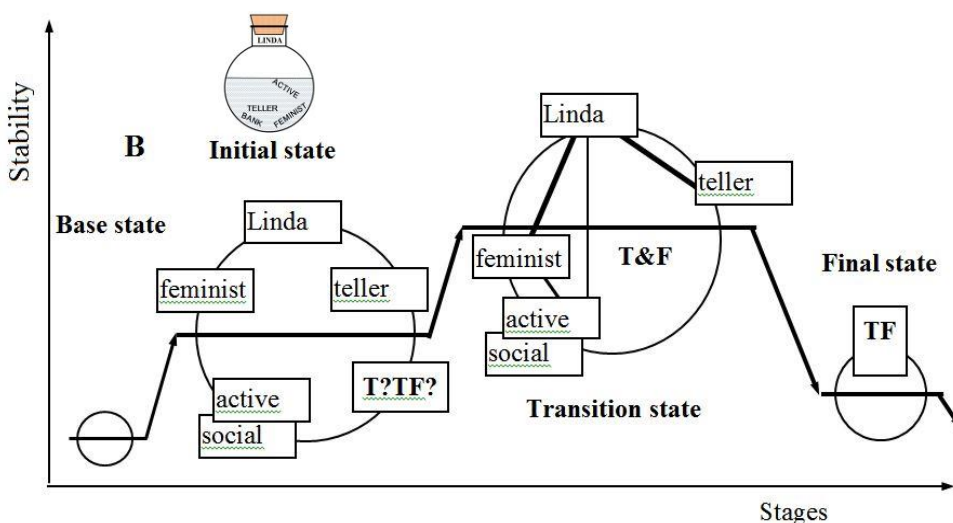 Stability
B
LINDA
ACTIVE
TELLER
BANK
FEMINIST
Initial state
Base state
Linda
feminist
teller
active
social
T?TF?
Linda
teller
feminist
T&F
active
social
Transition state
Final state
TF
Stages